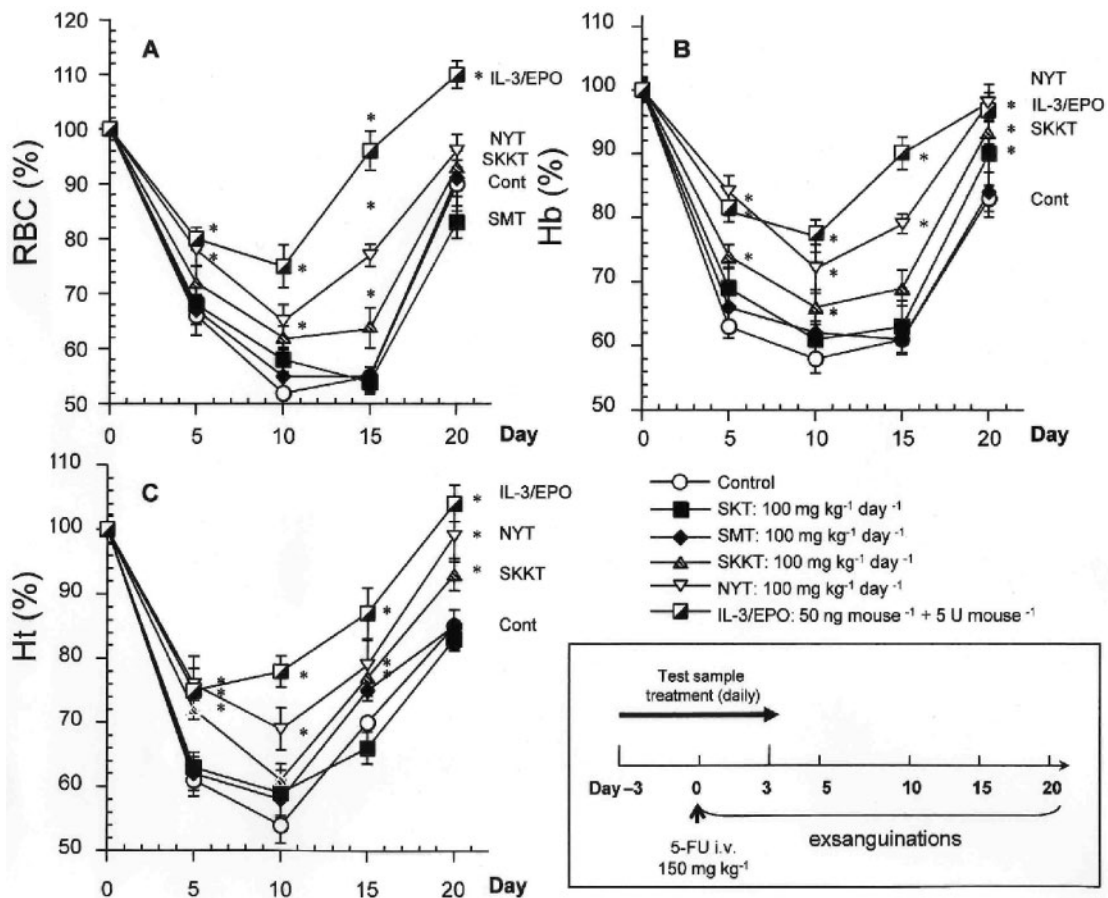 A
RBC (%)
120
110
100
90
80
70
60
50
0 5 10 15 20 Day
* IL-3/EPO
NYT
SKKT
Cont
SMT
* * * * * * *
B
Hb (%)
100
90
80
70
60
50
0 5 10 15 20 Day
NYT
* IL-3/EPO
* SKKT
*
Cont
* * * * * * * *
C
Ht (%)
110
100
90
80
70
60
50
0 5 10 15 20 Day
* IL-3/EPO
* NYT
* SKKT
Cont
* * * * * * * *
Control
SKT: 100 mg kg⁻¹ day ⁻¹
SMT: 100 mg kg⁻¹ day ⁻¹
SKKT: 100 mg kg⁻¹ day ⁻¹
NYT: 100 mg kg⁻¹ day ⁻¹
IL-3/EPO: 50 ng mouse ⁻¹ + 5 U mouse ⁻¹
Test sample
treatment (daily)
Day –3 0 3 5 10 15 20
5-FU i.v.
150 mg kg⁻¹
exsanguinations